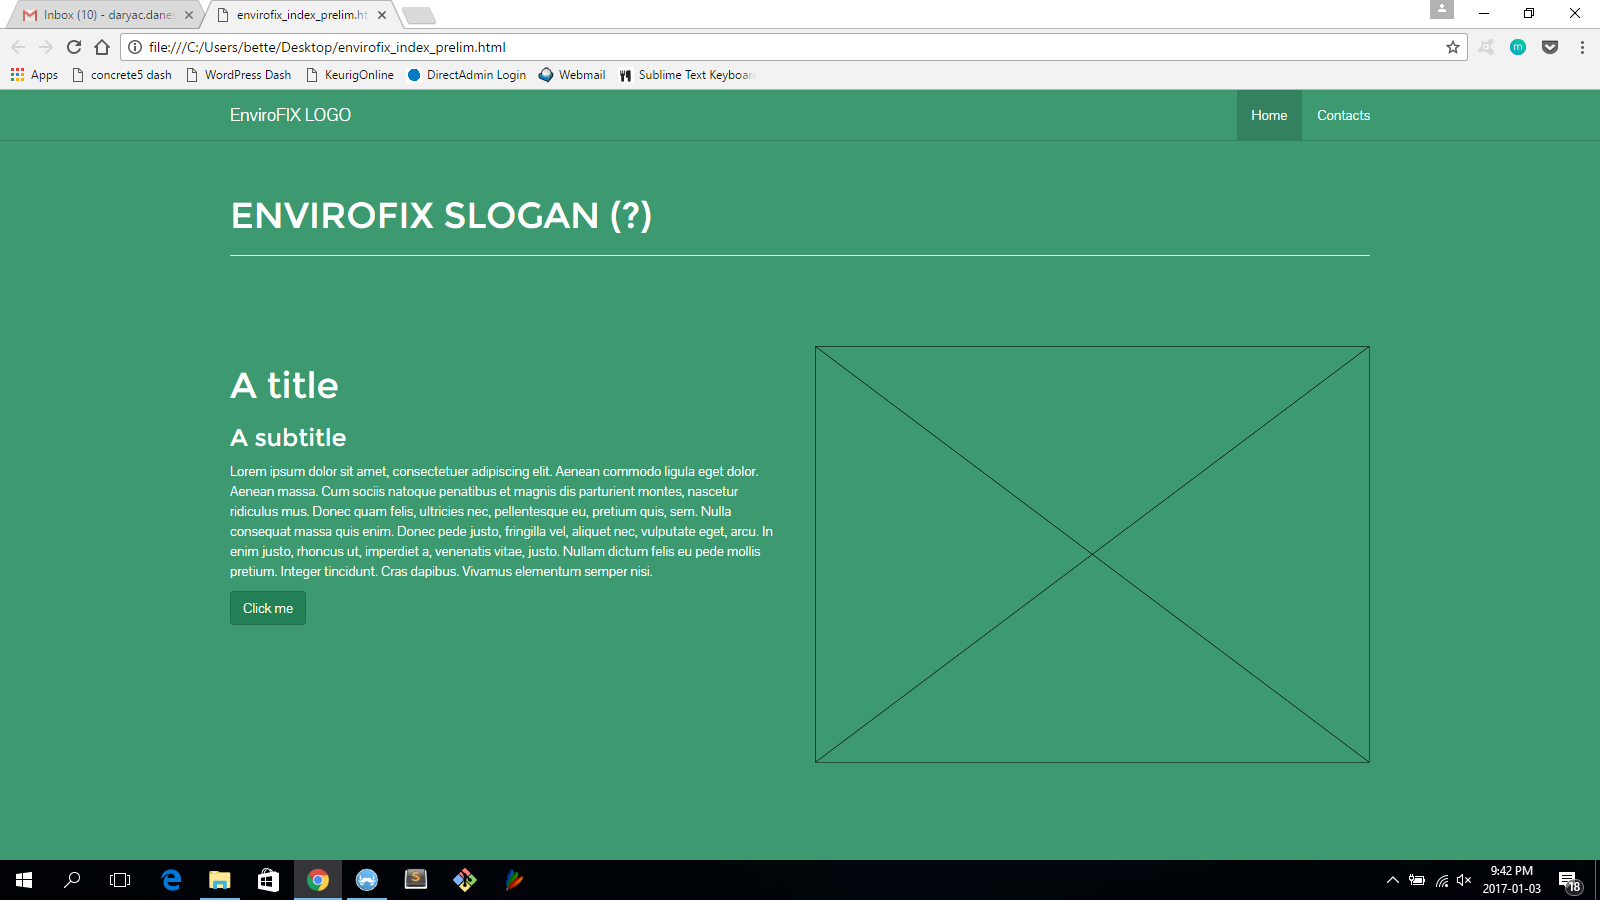 Inbox (10) - daryac.danes
envirofix_index_prelim.ht
file:///C:/Users/bette/Desktop/envirofix_index_prelim.html
Apps
concrete5 dash
WordPress Dash
KeurigOnline
DirectAdmin Login
Webmail
Sublime Text Keyboar
m
EnviroFIX LOGO
Home
Contacts
ENVIROFIX SLOGAN (?)
A title
A subtitle
Lorem ipsum dolor sit amet, consectetuer adipiscing elit. Aenean commodo ligula eget dolor.
Aenean massa. Cum sociis natoque penatibus et magnis dis parturient montes, nascetur
ridiculus mus. Donec quam felis, ultricies nec, pellentesque eu, pretium quis, sem. Nulla
consequat massa quis enim. Donec pede justo, fringilla vel, aliquet nec, vulputate eget, arcu. In
enim justo, rhoncus ut, imperdiet a, venenatis vitae, justo. Nullam dictum felis eu pede mollis
pretium. Integer tincidunt. Cras dapibus. Vivamus elementum semper nisi.
Click me
9:42 PM
2017-01-03
18